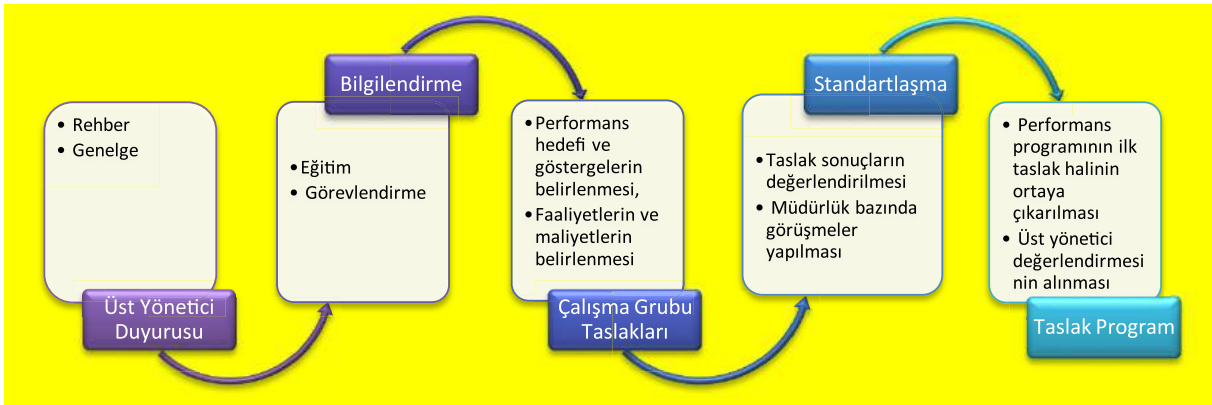 • Rehber
• Genelge
Üst Yönetici
Duyurusu
Bilgilendirme
•Eğitim
• Görevlendirme
•Performans
hedefi ve
göstergelerin
belirlenmesi,
•Faaliyetlerin ve
maliyetlerin
belirlenmesi
Çalışma Grubu
Taslakları
Standartlaşma
•Taslak sonuçların
değerlendirilmesi
• Müdürlük bazında
görüşmeler
yapılması
• Performans
programının ilk
taslak halinin
ortaya
çıkarılması
• Üst yönetici
değerlendirmesi
nin alınması
Taslak Program